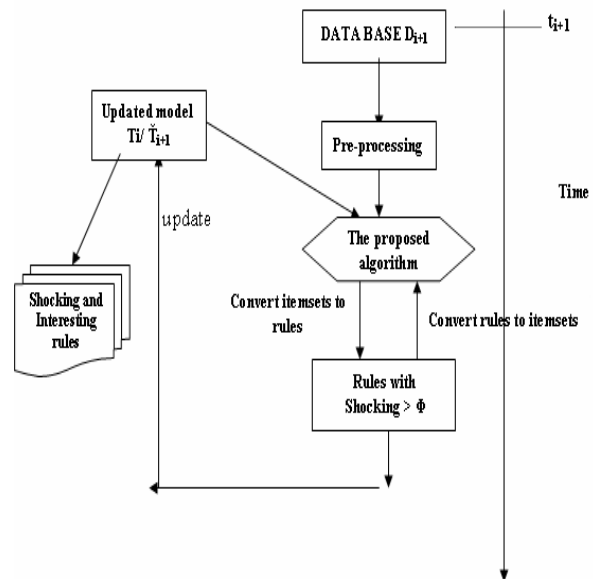 DATA BASE Di+1
ti+1
Updated model
Ti/ Ťi+1
Pre-processing
Time
update
The proposed
algorithm
Shocking and
Interesting
rules
Convert itemsets to
rules
Convert rules to itemsets
Rules with
Shocking > Φ